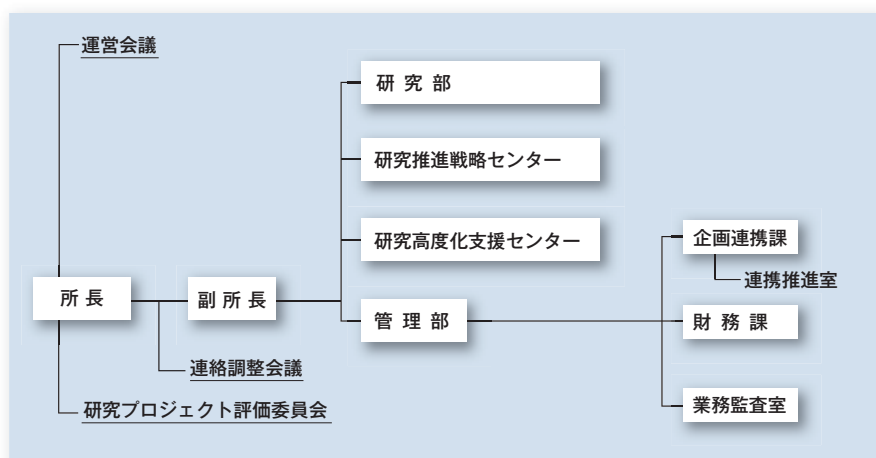 運営会議
研 究 部
研究推進戦略センター
研究高度化支援センター
企画連携課
連携推進室
所 長
副 所 長
管 理 部
財 務 課
連絡調整会議
研究プロジェクト評価委員会
業務監査室